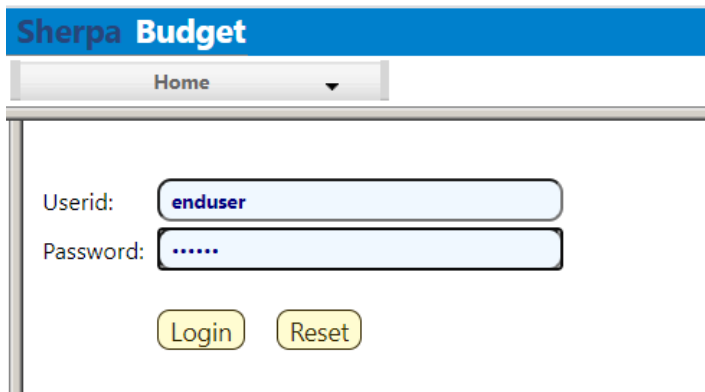 Sherpa Budget
Home
Userid: enduser
Password: ••••••
Login Reset